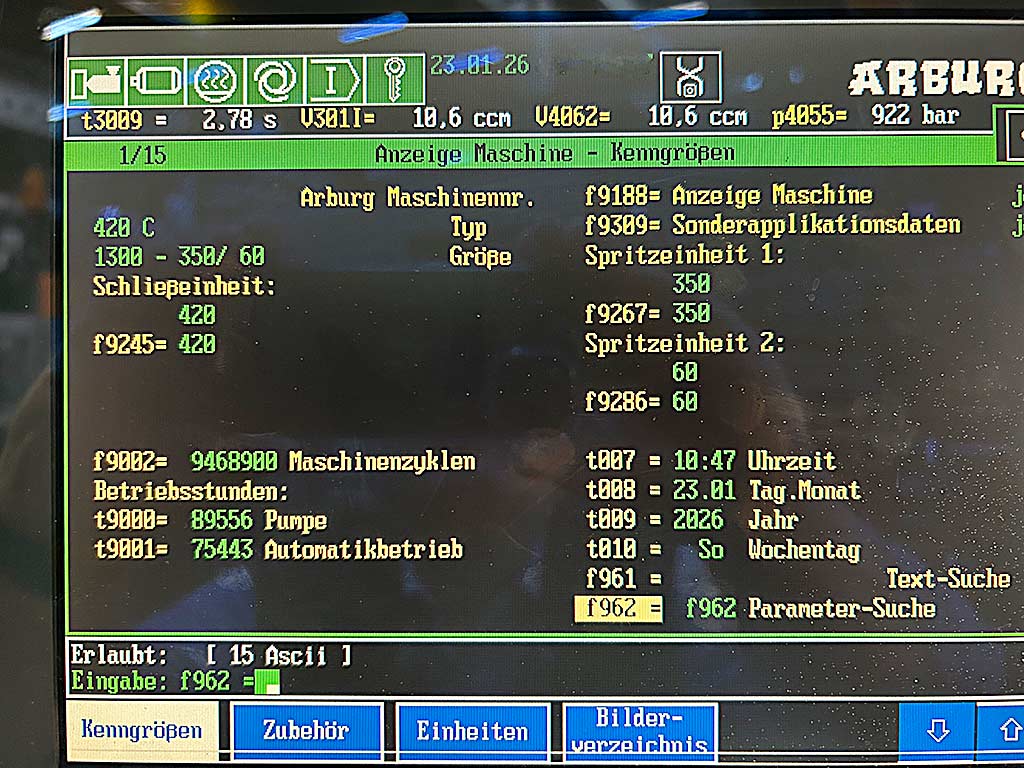 23.01.26
ARBUR
t3009 = 2,78 s V301I= 10,6 ccm V4062= 10,6 ccm p4055= 922 bar
1/15 Anzeige Maschine - Kenngrößen
Arburg Maschinennr. f9188= Anzeige Maschine j
420 C Typ f9309= Sonderapplikationsdaten j
1300 - 350/ 60 Größe Spritzeinheit 1:
Schließeinheit: 350
420 f9267= 350
f9245= 420 Spritzeinheit 2:
60
f9286= 60
f9002= 9468900 Maschinenzyklen t007 = 10:47 Uhrzeit
Betriebsstunden: t008 = 23.01 Tag.Monat
t9000= 89556 Pumpe t009 = 2026 Jahr
t9001= 75443 Automatikbetrieb t010 = So Wochentag
f961 = Text-Suche
f962 = f962 Parameter-Suche
Erlaubt: [ 15 Ascii ]
Eingabe: f962 =
Kenngrößen Zubehör Einheiten Bilder-
verzeichnis